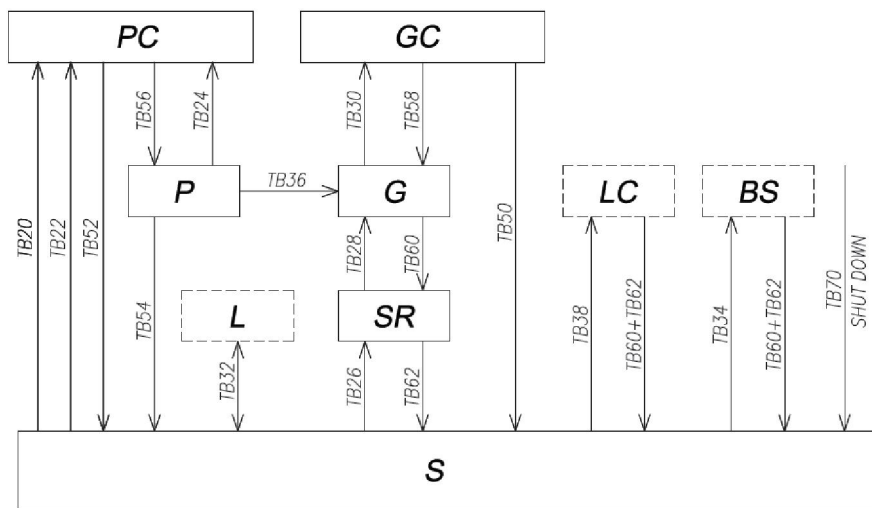 PC
GC
TB56
TB24
TB30
TB58
P
TB36
G
LC
BS
TB20
TB22
TB52
TB28
TB60
TB50
TB70
SHUT DOWN
TB54
L
SR
TB38
TB60+TB62
TB34
TB60+TB62
TB32
TB26
TB62
S